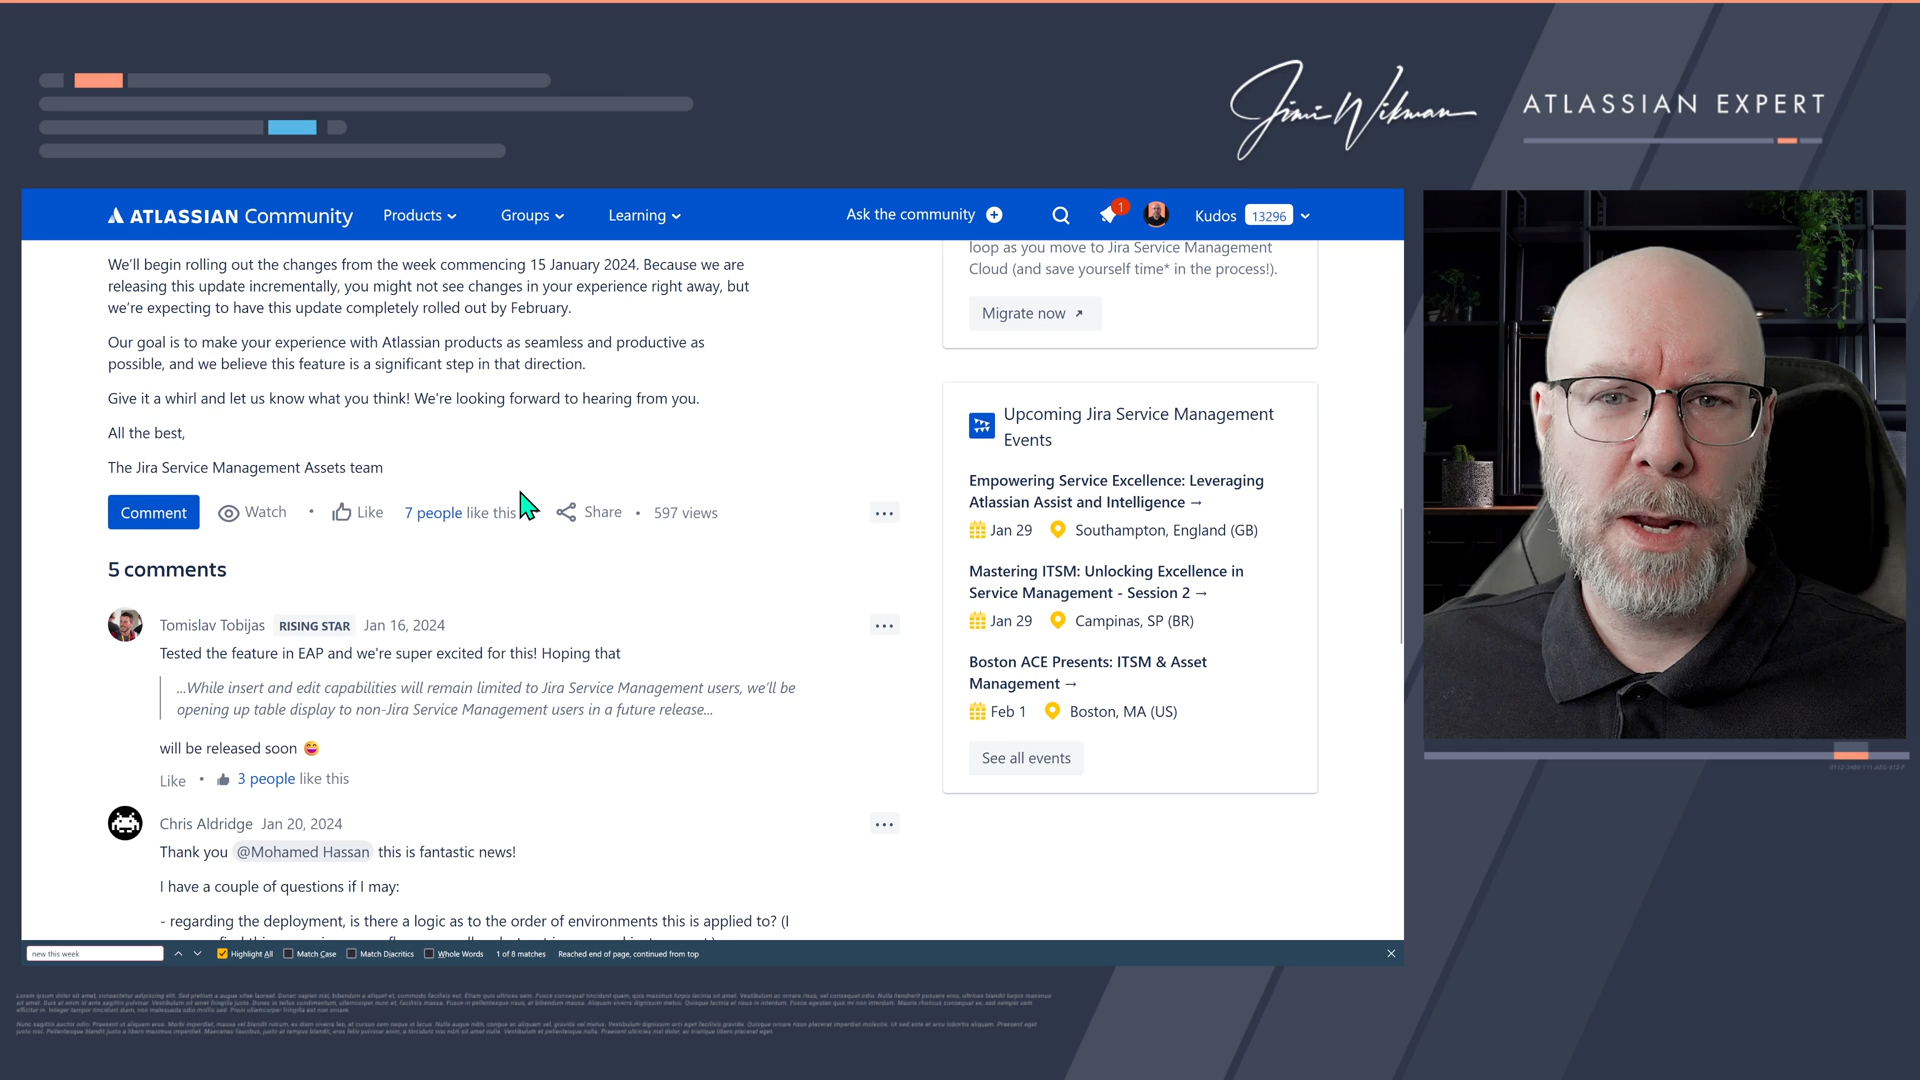 Jimi Wikman
ATLASSIAN EXPERT
ATLASSIAN Community
Products
Groups
Learning
Ask the community
1
Kudos 13296
We'll begin rolling out the changes from the week commencing 15 January 2024. Because we are
releasing this update incrementally, you might not see changes in your experience right away, but
we're expecting to have this update completely rolled out by February.
Our goal is to make your experience with Atlassian products as seamless and productive as
possible, and we believe this feature is a significant step in that direction.
Give it a whirl and let us know what you think! We're looking forward to hearing from you.
All the best,
The Jira Service Management Assets team
Comment Watch • Like 7 people like this Share • 597 views ...
5 comments
Tomislav Tobijas RISING STAR Jan 16, 2024 ...
Tested the feature in EAP and we're super excited for this! Hoping that
...While insert and edit capabilities will remain limited to Jira Service Management users, we'll be
opening up table display to non-Jira Service Management users in a future release...
will be released soon 😄
Like • 3 people like this
Chris Aldridge Jan 20, 2024 ...
Thank you @Mohamed Hassan this is fantastic news!
I have a couple of questions if I may:
- regarding the deployment, is there a logic as to the order of environments this is applied to? (I
loop as you move to Jira Service Management
Cloud (and save yourself time* in the process!).
Migrate now ↗
Upcoming Jira Service Management
Events
Empowering Service Excellence: Leveraging
Atlassian Assist and Intelligence →
Jan 29 Southampton, England (GB)
Mastering ITSM: Unlocking Excellence in
Service Management - Session 2 →
Jan 29 Campinas, SP (BR)
Boston ACE Presents: ITSM & Asset
Management →
Feb 1 Boston, MA (US)
See all events
new this week Highlight All Match Case Match Diacritics Whole Words 1 of 8 matches Reached end of page, continued from top